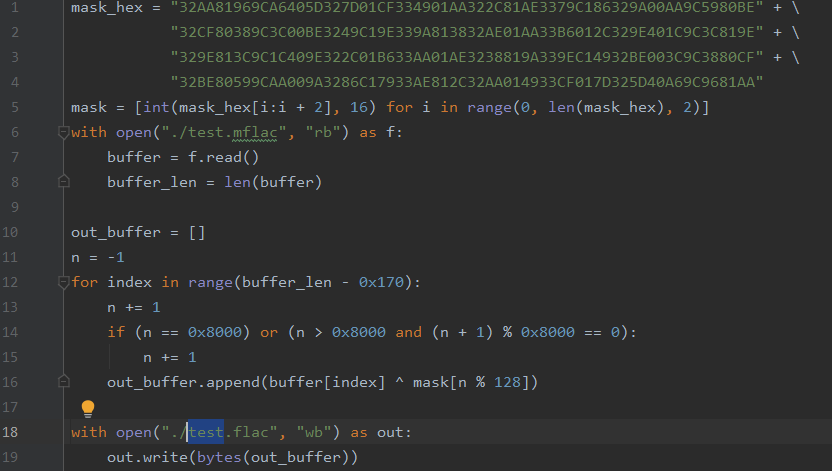 1 mask_hex = "32AA81969CA6405D327D01CF334901AA322C81AE3379C186329A00AA9C5980BE" + \
2 "32CF80389C3C00BE3249C19E339A813832AE01AA33B6012C329E401C9C3C819E" + \
3 "329E813C9C1C409E322C01B633AA01AE3238819A339EC14932BE003C9C3880CF" + \
4 "32BE80599CAA009A3286C17933AE812C32AA014933CF017D325D40A69C9681AA"
5 mask = [int(mask_hex[i:i + 2], 16) for i in range(0, len(mask_hex), 2)]
6 with open("./test.mflac", "rb") as f:
7 buffer = f.read()
8 buffer_len = len(buffer)
9
10 out_buffer = []
11 n = -1
12 for index in range(buffer_len - 0x170):
13 n += 1
14 if (n == 0x8000) or (n > 0x8000 and (n + 1) % 0x8000 == 0):
15 n += 1
16 out_buffer.append(buffer[index] ^ mask[n % 128])
17
18 with open("./test.flac", "wb") as out:
19 out.write(bytes(out_buffer))